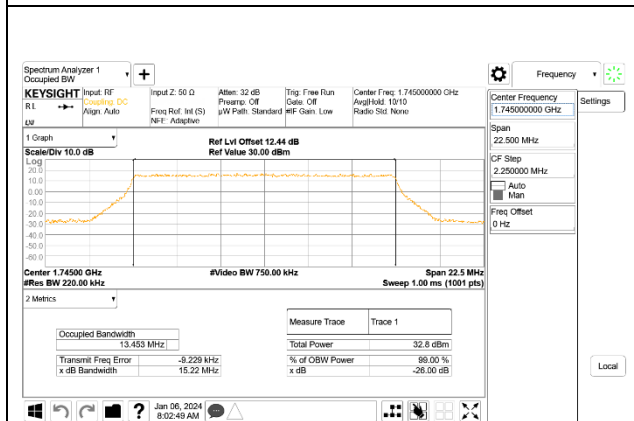 Spectrum Analyzer 1
Occupied BW
+
Frequency
KEYSIGHT Input: RF
RL Coupling: DC
Align: Auto
Input Z: 50 Ω
Freq Ref: Int (S)
NFE: Adaptive
Atten: 32 dB
Preamp: Off
µW Path: Standard
Trig: Free Run
Gate: Off
#IF Gain: Low
Center Freq: 1.745000000 GHz
Avg|Hold: 10/10
Radio Std: None
Center Frequency
1.745000000 GHz
Settings
Span
22.500 MHz
CF Step
2.250000 MHz
Auto
Man
Freq Offset
0 Hz
1 Graph
Scale/Div 10.0 dB
Ref Lvl Offset 12.44 dB
Ref Value 30.00 dBm
Log
20.0
10.0
0.00
-10.0
-20.0
-30.0
-40.0
-50.0
-60.0
Center 1.74500 GHz
#Video BW 750.00 kHz
Span 22.5 MHz
#Res BW 220.00 kHz
Sweep 1.00 ms (1001 pts)
2 Metrics
Measure Trace Trace 1
Occupied Bandwidth
13.453 MHz
Total Power 32.8 dBm
Transmit Freq Error -9.229 kHz
% of OBW Power 99.00 %
x dB Bandwidth 15.22 MHz
x dB -26.00 dB
Local
?
Jan 06, 2024
8:02:49 AM